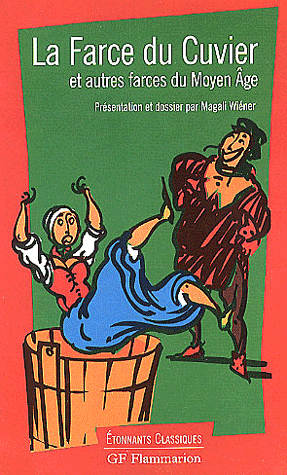 La Farce du Cuvier
et autres farces du Moyen Âge
Présentation et dossier par Magali Wiéner
ÉTONNANTS CLASSIQUES
GF Flammarion